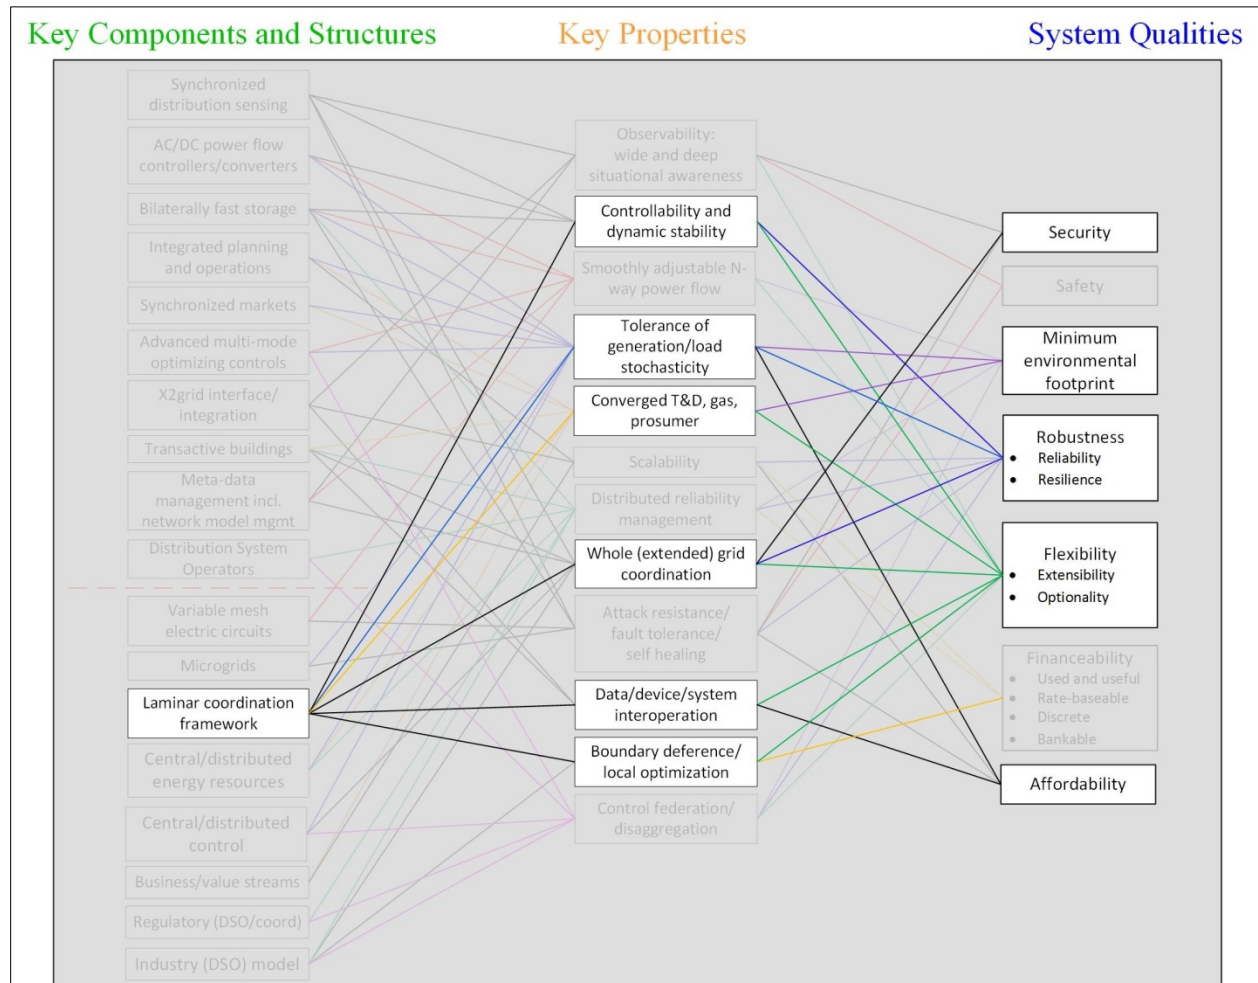 Key Components and Structures
Key Properties
System Qualities
Synchronized
distribution sensing
AC/DC power flow
controllers/converters
Bilaterally fast storage
Integrated planning
and operations
Synchronized markets
Advanced multi-mode
optimizing controls
X2grid interface/
integration
Transactive buildings
Meta-data
management incl.
network model mgmt
Distribution System
Operators
Variable mesh
electric circuits
Microgrids
Laminar coordination
framework
Central/distributed
energy resources
Central/distributed
control
Business/value streams
Regulatory (DSO/coord)
Industry (DSO) model
Observability:
wide and deep
situational awareness
Controllability and
dynamic stability
Smoothly adjustable N-
way power flow
Tolerance of
generation/load
stochasticity
Converged T&D, gas,
prosumer
Scalability
Distributed reliability
management
Whole (extended) grid
coordination
Attack resistance/
fault tolerance/
self healing
Data/device/system
interoperation
Boundary deference/
local optimization
Control federation/
disaggregation
Security
Safety
Minimum
environmental
footprint
Robustness
• Reliability
• Resilience
Flexibility
• Extensibility
• Optionality
Financeability
• Used and useful
• Rate-baseable
• Discrete
• Bankable
Affordability